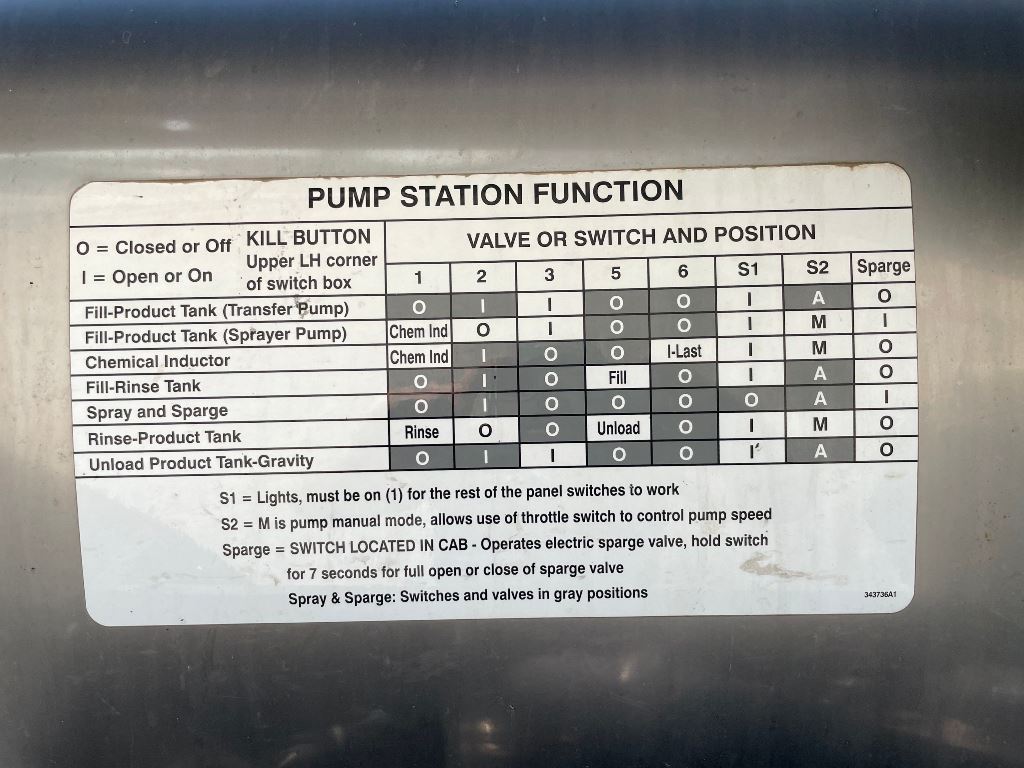 PUMP STATION FUNCTION
O = Closed or Off KILL BUTTON
I = Open or On Upper LH corner
of switch box
VALVE OR SWITCH AND POSITION
1 2 3 5 6 S1 S2 Sparge
Fill-Product Tank (Transfer Pump) O I I O O I A O
Fill-Product Tank (Sprayer Pump) Chem Ind O I O O I M I
Chemical Inductor Chem Ind I O O I-Last I M O
Fill-Rinse Tank O I O Fill O I A O
Spray and Sparge O I O O O O A I
Rinse-Product Tank Rinse O O Unload O I M O
Unload Product Tank-Gravity O I I O O I A O
S1 = Lights, must be on (1) for the rest of the panel switches to work
S2 = M is pump manual mode, allows use of throttle switch to control pump speed
Sparge = SWITCH LOCATED IN CAB - Operates electric sparge valve, hold switch
for 7 seconds for full open or close of sparge valve
Spray & Sparge: Switches and valves in gray positions
343736A1